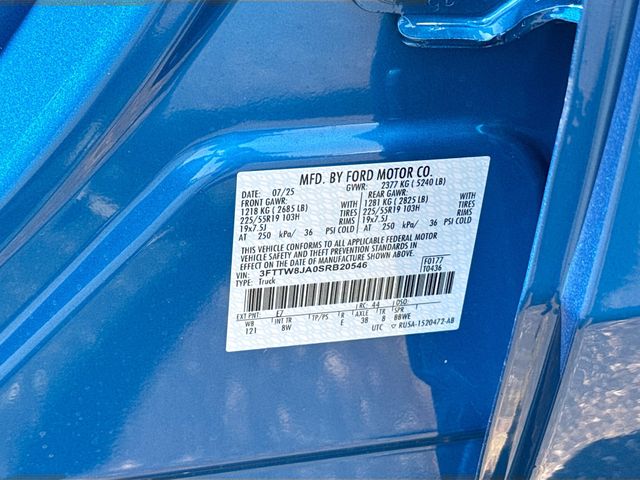 MFD. BY FORD MOTOR CO.
DATE: 07/25 GVWR: 2377 KG ( 5240 LB)
FRONT GAWR: REAR GAWR:
1218 KG ( 2685 LB) WITH 1281 KG ( 2825 LB) WITH
225/55R19 103H TIRES 225/55R19 103H TIRES
19x7.5J RIMS 19x7.5J RIMS
AT 250 kPa/ 36 PSI COLD AT 250 kPa/ 36 PSI COLD
THIS VEHICLE CONFORMS TO ALL APPLICABLE FEDERAL MOTOR
VEHICLE SAFETY AND THEFT PREVENTION STANDARDS IN
EFFECT ON THE DATE OF MANUFACTURE SHOWN ABOVE.
VIN: 3FTTW8JA0SRB20546 F0177
TYPE: Truck T0436
EXT PNT: E7 RC: 44 DSO:
WB INT TR TP/PS R AXLE TR SPR
121 8W E 38 8 BBWE
UTC RUSA-1520472-AB